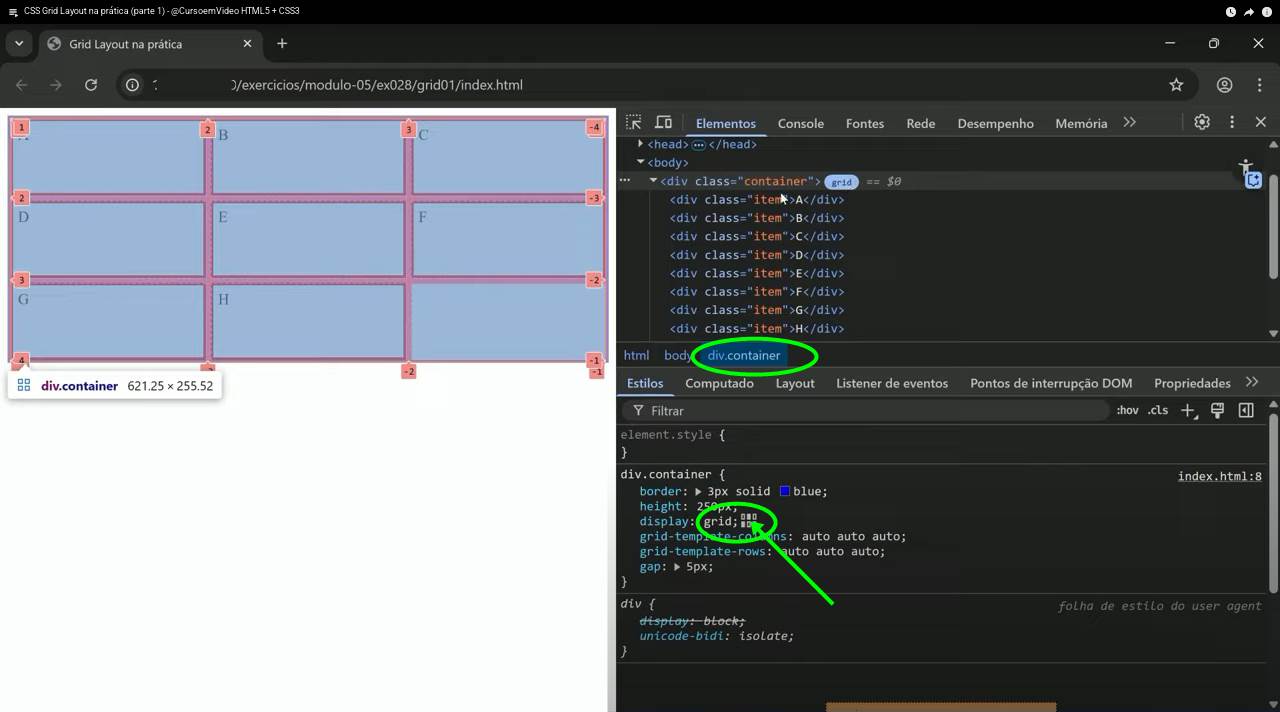 CSS Grid Layout na prática (parte 1) - @CursoemVideo HTML5 + CSS3
Grid Layout na prática
/exercicios/modulo-05/ex028/grid01/index.html
1 2 3 -4
B C
2 -3
D E F
3 -2
G H
4 -1
-2 -1
div.container 621.25 × 255.52
Elementos Console Fontes Rede Desempenho Memória
<head> ••• </head>
<body>
<div class="container"> grid == $0
<div class="item">A</div>
<div class="item">B</div>
<div class="item">C</div>
<div class="item">D</div>
<div class="item">E</div>
<div class="item">F</div>
<div class="item">G</div>
<div class="item">H</div>
html body div.container
Estilos Computado Layout Listener de eventos Pontos de interrupção DOM Propriedades
Filtrar :hov .cls
element.style {
}
div.container { index.html:8
border: 3px solid blue;
height: 250px;
display: grid;
grid-template-columns: auto auto auto;
grid-template-rows: auto auto auto;
gap: 5px;
}
div { folha de estilo do user agent
display: block;
unicode-bidi: isolate;
}